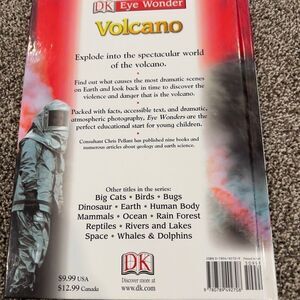 DK Eye Wonder
Volcano
Explode into the spectacular world
of the volcano.
Find out what causes the most dramatic scenes
on Earth and look back in time to discover the
violence and danger that is the volcano.
Packed with facts, accessible text, and dramatic,
atmospheric photography, Eye Wonders are the
perfect educational start for young children.
Consultant Chris Pellant has published nine books and
numerous articles about geology and earth science.
Other titles in the series:
Big Cats • Birds • Bugs
Dinosaur • Earth • Human Body
Mammals • Ocean • Rain Forest
Reptiles • Rivers and Lakes
Space • Whales & Dolphins
DK
Discover more at
www.dk.com
$9.99 USA
$12.99 Canada